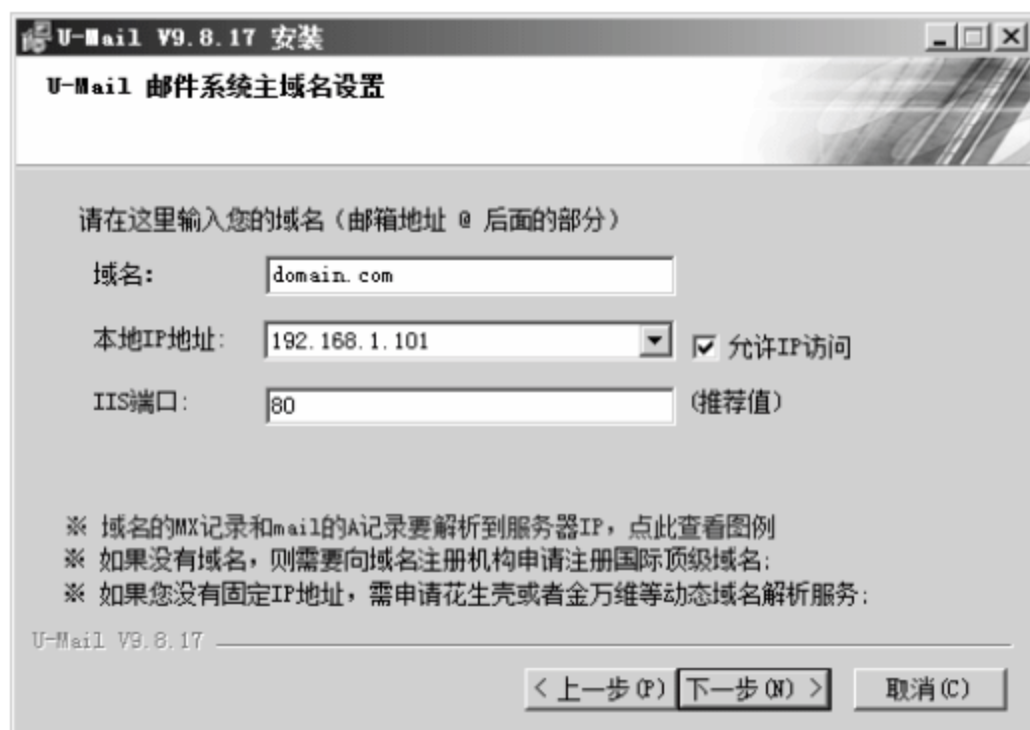 U-Mail V9.8.17 安装
U-Mail 邮件系统主域名设置
请在这里输入您的域名（邮箱地址 @ 后面的部分）
域名: domain.com
本地IP地址: 192.168.1.101 允许IP访问
IIS端口: 80 (推荐值)
※ 域名的MX记录和mail的A记录要解析到服务器IP，点此查看图例
※ 如果没有域名，则需要向域名注册机构申请注册国际顶级域名;
※ 如果您没有固定IP地址，需申请花生壳或者金万维等动态域名解析服务;
U-Mail V9.8.17
< 上一步(P) 下一步(N) > 取消(C)